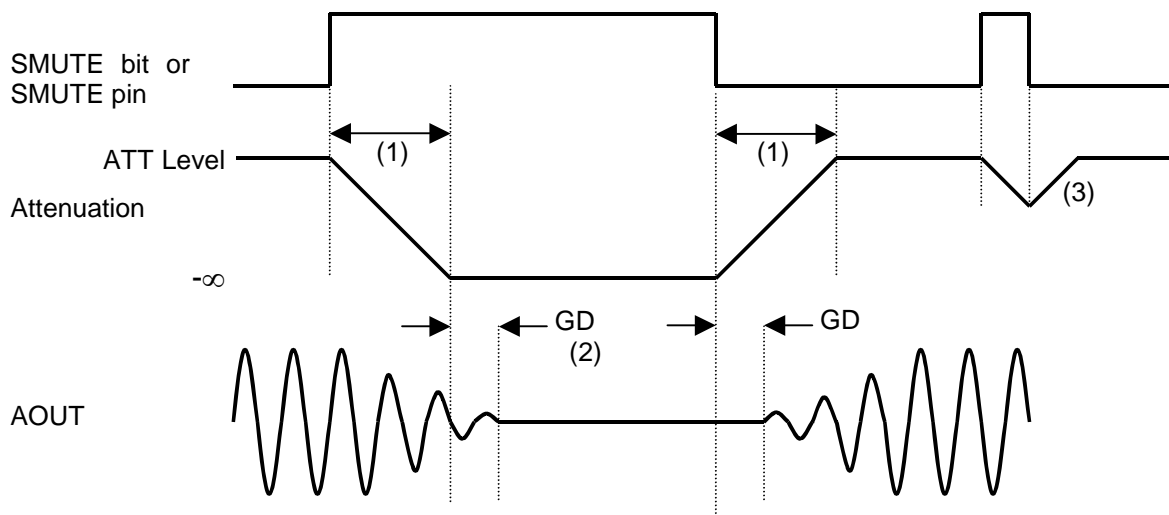 SMUTE bit or
SMUTE pin
(1)
(1)
ATT Level
Attenuation
(3)
-∞
GD
(2)
GD
AOUT